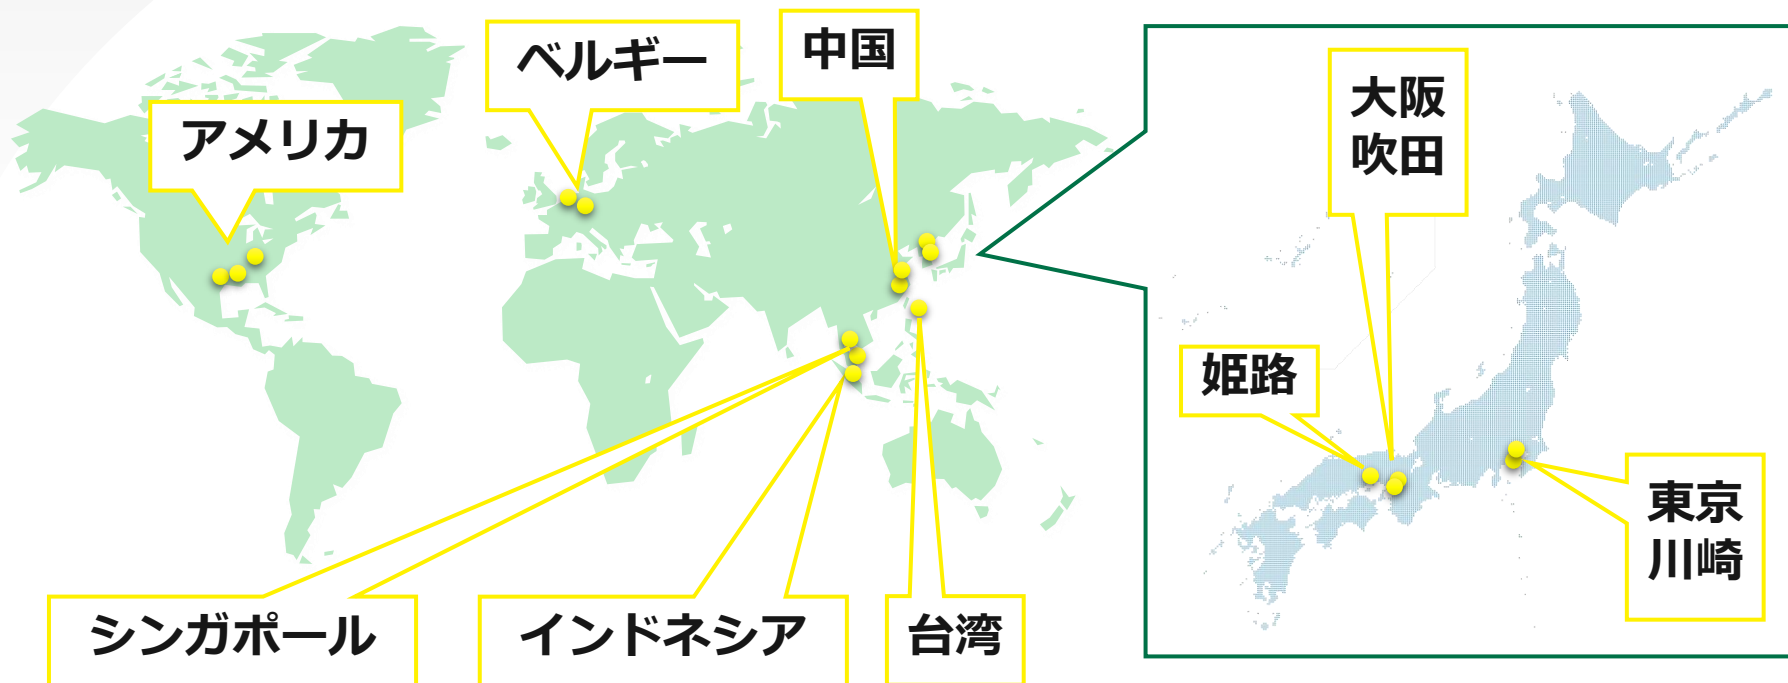 アメリカ
ベルギー
中国
シンガポール
インドネシア
台湾
大阪
吹田
姫路
東京
川崎